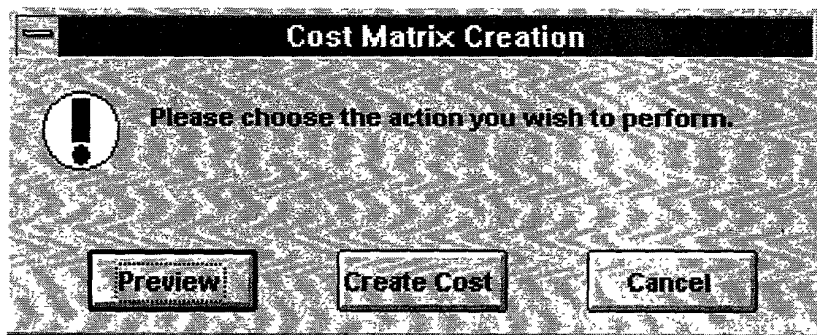 Cost Matrix Creation
Please choose the action you wish to perform.
Preview
Create Cost
Cancel